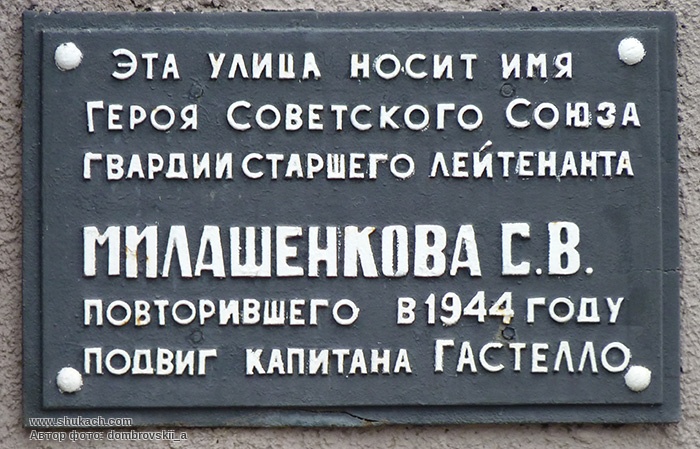 Эта улица носит имя
Героя Советского Союза
гвардии старшего лейтенанта
МИЛАШЕНКОВА С.В.
повторившего в 1944 году
подвиг капитана Гастелло
www.shukach.com
Автор фото: dombrovskii_a